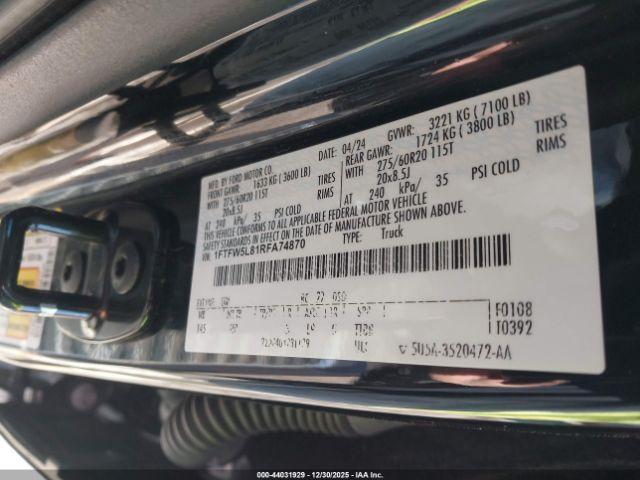 MFD. BY FORD MOTOR CO.
DATE: 04/24 GVWR: 3221 KG ( 7100 LB)
FRONT GAWR: 1633 KG ( 3600 LB)
REAR GAWR: 1724 KG ( 3800 LB)
WITH 275/60R20 115T TIRES
WITH 275/60R20 115T TIRES
20x8.5J RIMS
20x8.5J RIMS
AT 240 kPa/ 35 PSI COLD
AT 240 kPa/ 35 PSI COLD
THIS VEHICLE CONFORMS TO ALL APPLICABLE FEDERAL MOTOR VEHICLE
SAFETY STANDARDS IN EFFECT ON THE DATE OF MANUFACTURE SHOWN ABOVE.
VIN: 1FTFW5L81RFA74870
TYPE: Truck
F0108
T0392
12:00-44031929 - 12/30/2025 - IAA Inc.